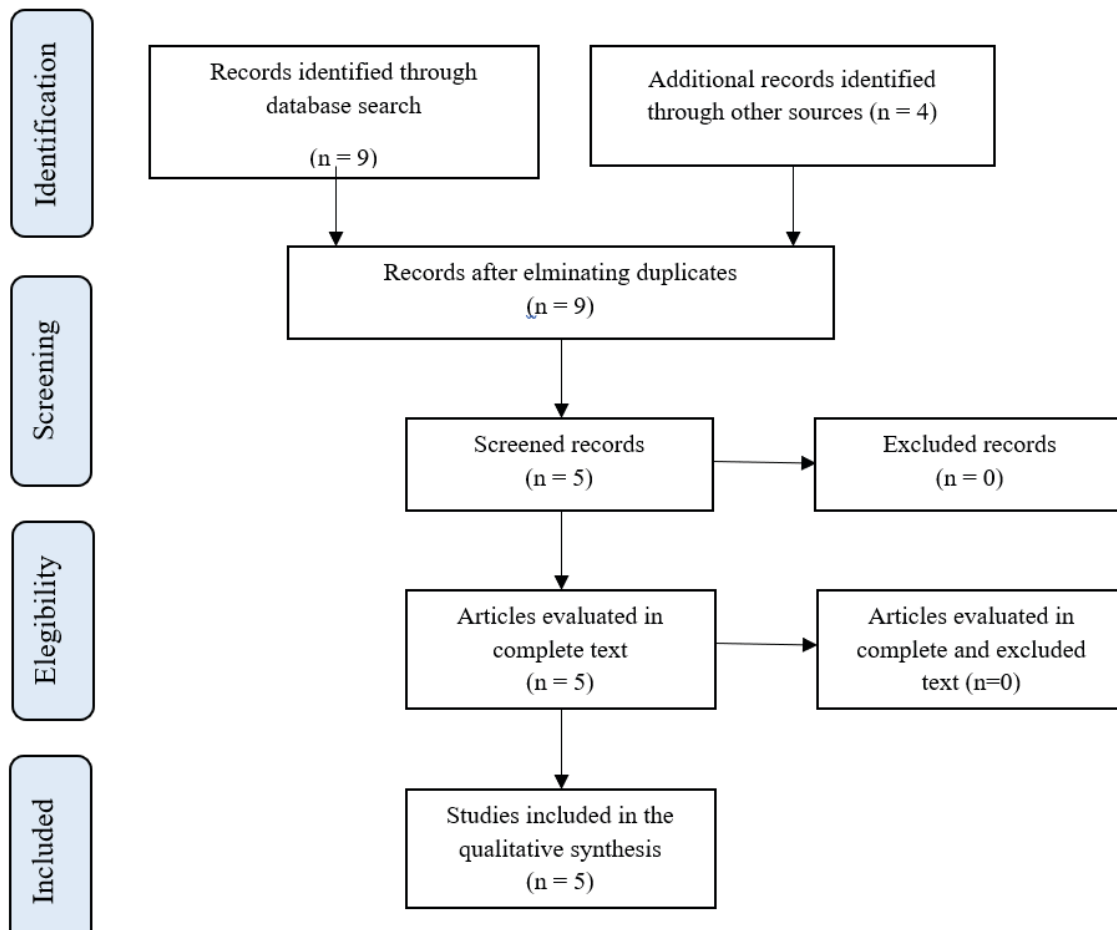 Identification
Records identified through
database search
(n = 9)
Additional records identified
through other sources (n = 4)
Records after elminating duplicates
(n = 9)
Screening
Screened records
(n = 5)
Excluded records
(n = 0)
Elegibility
Articles evaluated in
complete text
(n = 5)
Articles evaluated in
complete and excluded
text (n=0)
Included
Studies included in the
qualitative synthesis
(n = 5)